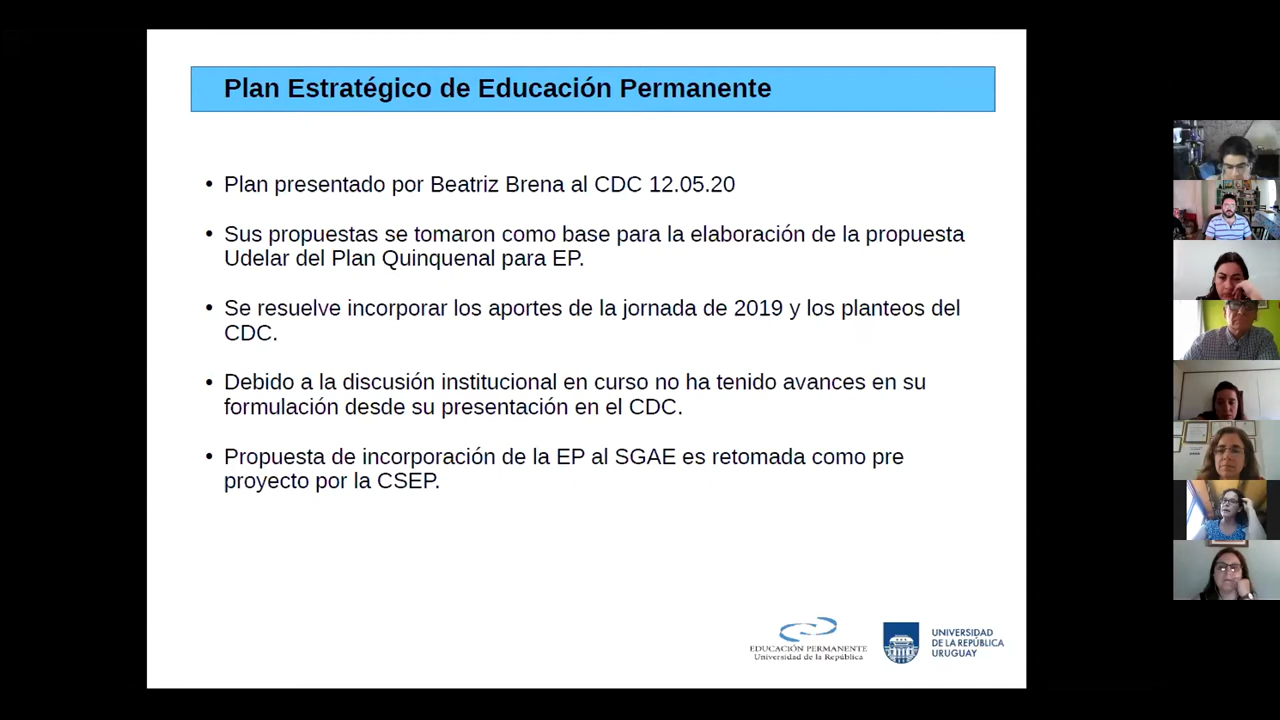 Plan Estratégico de Educación Permanente
• Plan presentado por Beatriz Brena al CDC 12.05.20
• Sus propuestas se tomaron como base para la elaboración de la propuesta
Udelar del Plan Quinquenal para EP.
• Se resuelve incorporar los aportes de la jornada de 2019 y los planteos del
CDC.
• Debido a la discusión institucional en curso no ha tenido avances en su
formulación desde su presentación en el CDC.
• Propuesta de incorporación de la EP al SGAE es retomada como pre
proyecto por la CSEP.
EDUCACIÓN PERMANENTE
Universidad de la República
UNIVERSIDAD
DE LA REPÚBLICA
URUGUAY